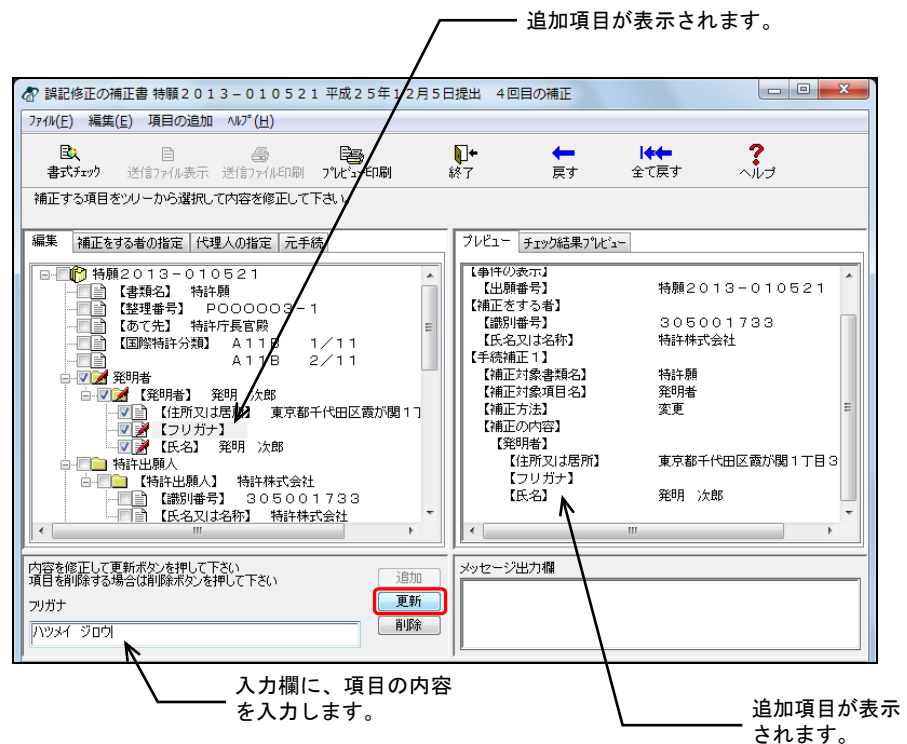 追加項目が表示されます。
誤記修正の補正書 特願２０１３－０１０５２１ 平成２５年１２月５日提出　４回目の補正
ﾌｧｲﾙ(F)　編集(E)　項目の追加　ﾍﾙﾌﾟ(H)
書式ﾁｪｯｸ　送信ﾌｧｲﾙ表示　送信ﾌｧｲﾙ印刷　ﾌﾟﾚﾋﾞｭｰ印刷　終了　戻す　全て戻す　ヘルプ
補正する項目をツリーから選択して内容を修正して下さい。
編集　補正をする者の指定　代理人の指定　元手続
特願２０１３－０１０５２１
【書類名】　特許願
【整理番号】　Ｐ０００００３－１
【あて先】　特許庁長官殿
【国際特許分類】　Ａ１１Ｂ　１／１１
Ａ１１Ｂ　２／１１
発明者
【発明者】　発明　次郎
【住所又は居所】　東京都千代田区霞が関１丁
【フリガナ】
【氏名】　発明　次郎
特許出願人
【特許出願人】　特許株式会社
【識別番号】　３０５００１７３３
【氏名又は名称】　特許株式会社
ﾌﾟﾚﾋﾞｭｰ　ﾁｪｯｸ結果ﾌﾟﾚﾋﾞｭｰ
【事件の表示】
【出願番号】　特願２０１３－０１０５２１
【補正をする者】
【識別番号】　３０５００１７３３
【氏名又は名称】　特許株式会社
【手続補正１】
【補正対象書類名】　特許願
【補正対象項目名】　発明者
【補正方法】　変更
【補正の内容】
【発明者】
【住所又は居所】　東京都千代田区霞が関１丁目３
【フリガナ】
【氏名】　発明　次郎
内容を修正して更新ボタンを押して下さい
項目を削除する場合は削除ボタンを押して下さい
追加
フリガナ
更新
ハツメイ　ジロウ
削除
メッセージ出力欄
入力欄に、項目の内容
を入力します。
追加項目が表示
されます。